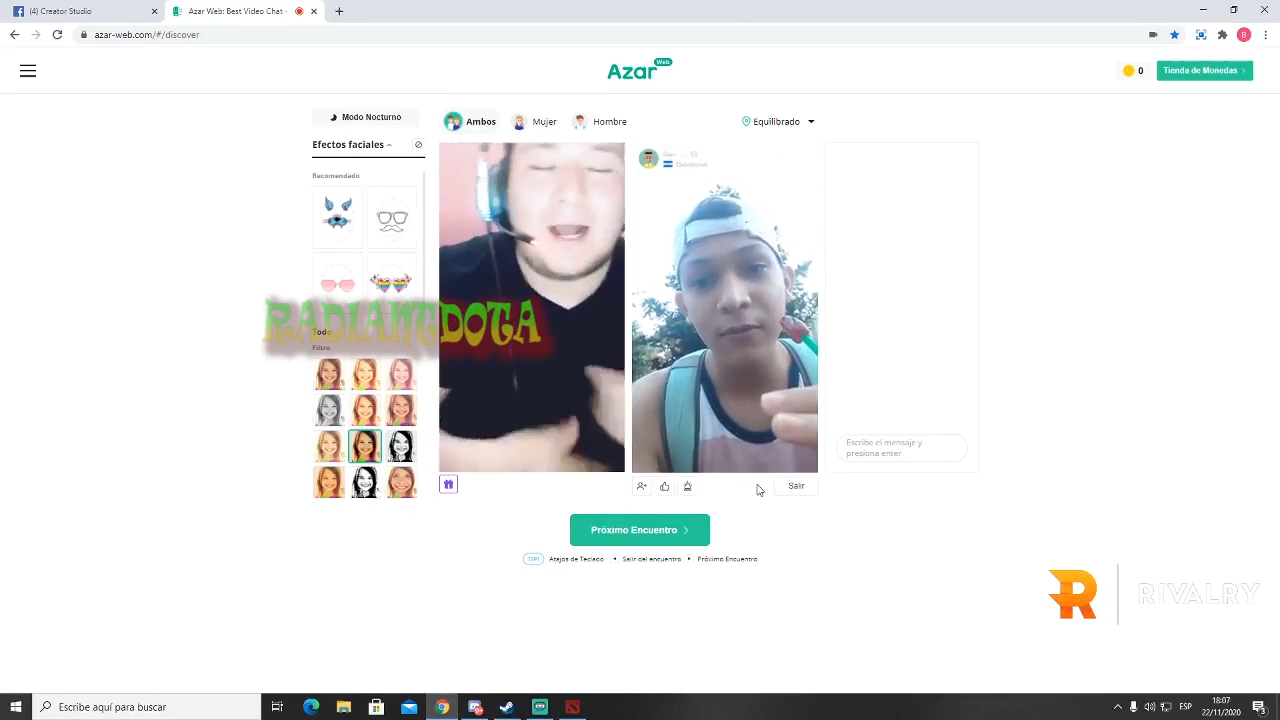 (4) Creator Studio
Azar Web: Best Video Chat -
azar-web.com/#/discover
B
Azar Web
0
Tienda de Monedas
Modo Nocturno
Ambos
Mujer
Hombre
Equilibrado
Efectos faciales
Recomendado
RADIANTDOTA
Todo
Filtro
Escribe el mensaje y
presiona enter
Salir
Próximo Encuentro
TIP!
Atajos de Teclado
Salir del encuentro
Próximo Encuentro
R
RIVALRY
Escribe aquí para buscar
ESP
18:07
22/11/2020